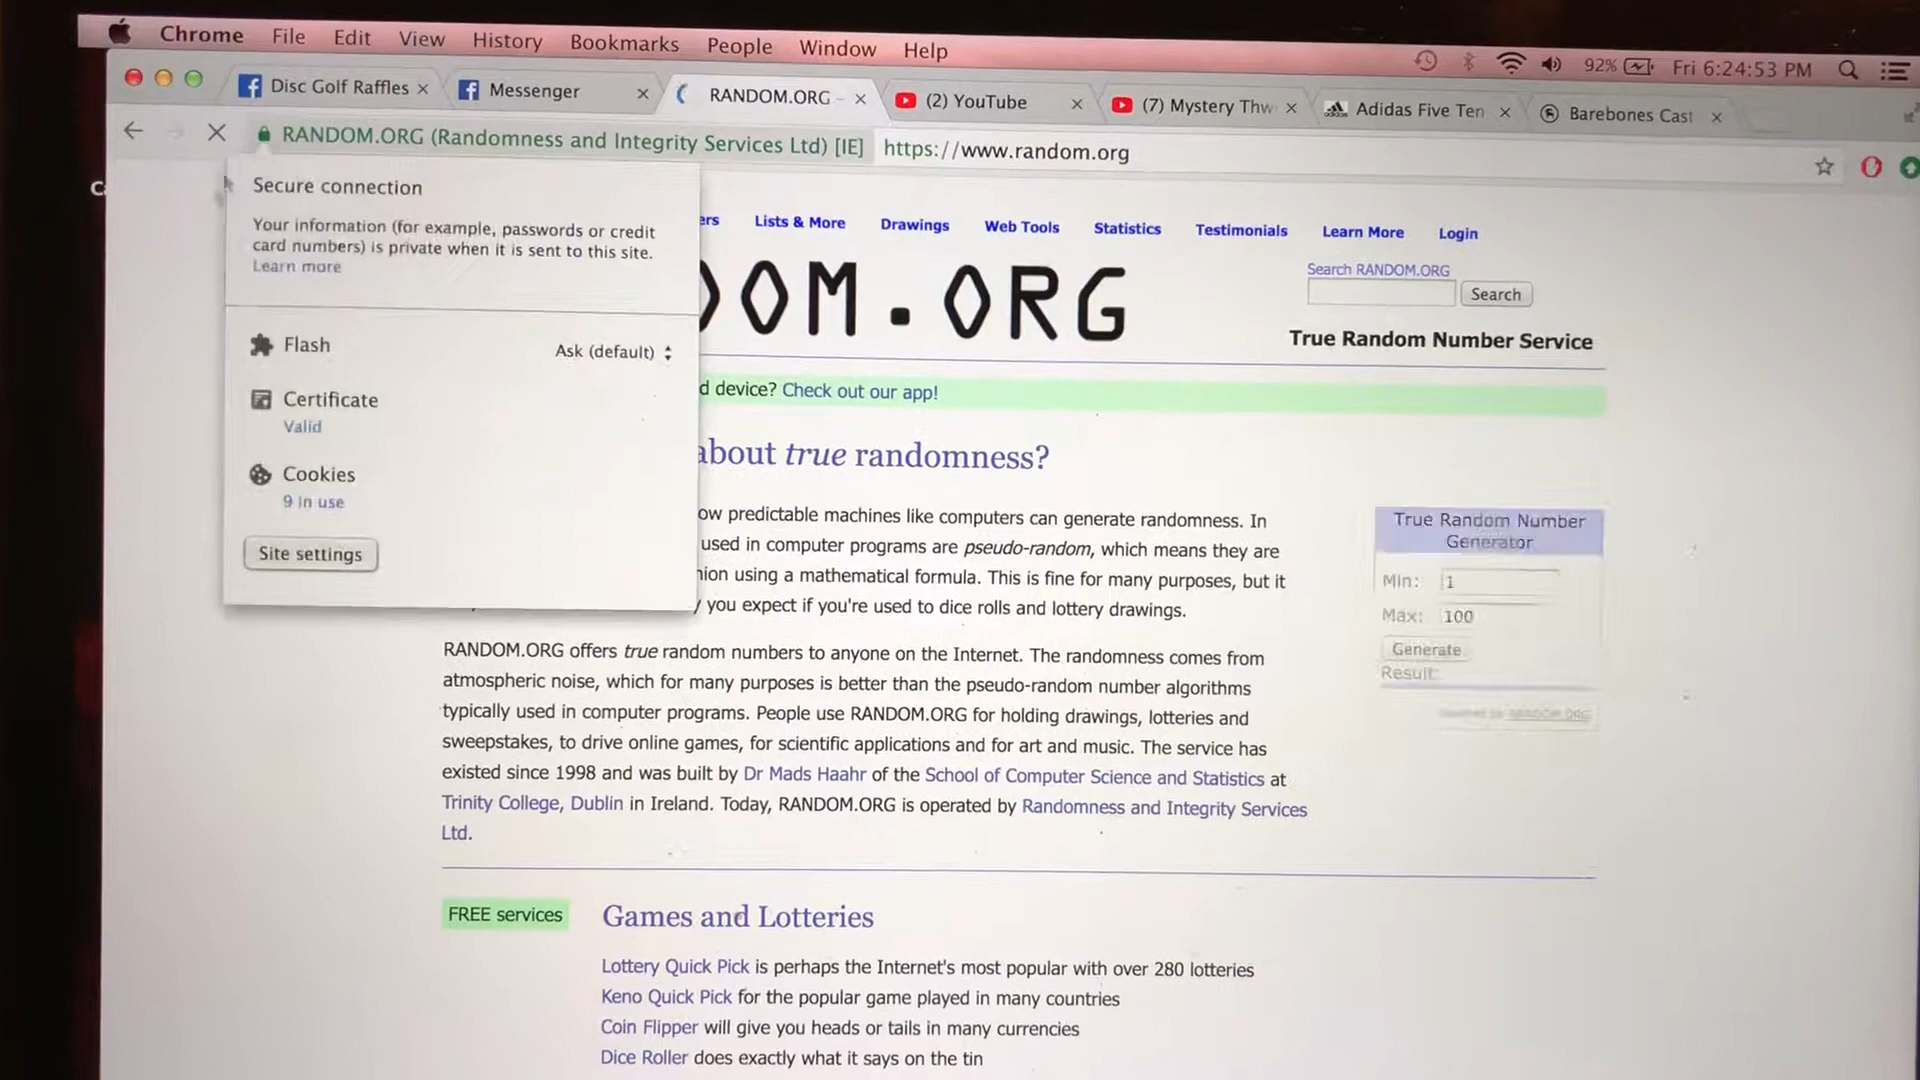 Chrome File Edit View History Bookmarks People Window Help 92% Fri 6:24:53 PM
Disc Golf Raffles Messenger RANDOM.ORG - (2) YouTube (7) Mystery Thw Adidas Five Ten Barebones Cast
RANDOM.ORG (Randomness and Integrity Services Ltd) [IE] https://www.random.org
Secure connection
Your information (for example, passwords or credit
card numbers) is private when it is sent to this site.
Learn more
Flash Ask (default)
Certificate
Valid
Cookies
9 in use
Site settings
ers Lists & More Drawings Web Tools Statistics Testimonials Learn More Login
Search RANDOM.ORG
Search
DOM.ORG
True Random Number Service
d device? Check out our app!
about true randomness?
ow predictable machines like computers can generate randomness. In
used in computer programs are pseudo-random, which means they are
nion using a mathematical formula. This is fine for many purposes, but it
y you expect if you're used to dice rolls and lottery drawings.
True Random Number
Generator
Min: 1
Max: 100
Generate
Result:
Powered by RANDOM.ORG
RANDOM.ORG offers true random numbers to anyone on the Internet. The randomness comes from
atmospheric noise, which for many purposes is better than the pseudo-random number algorithms
typically used in computer programs. People use RANDOM.ORG for holding drawings, lotteries and
sweepstakes, to drive online games, for scientific applications and for art and music. The service has
existed since 1998 and was built by Dr Mads Haahr of the School of Computer Science and Statistics at
Trinity College, Dublin in Ireland. Today, RANDOM.ORG is operated by Randomness and Integrity Services
Ltd.
FREE services
Games and Lotteries
Lottery Quick Pick is perhaps the Internet's most popular with over 280 lotteries
Keno Quick Pick for the popular game played in many countries
Coin Flipper will give you heads or tails in many currencies
Dice Roller does exactly what it says on the tin